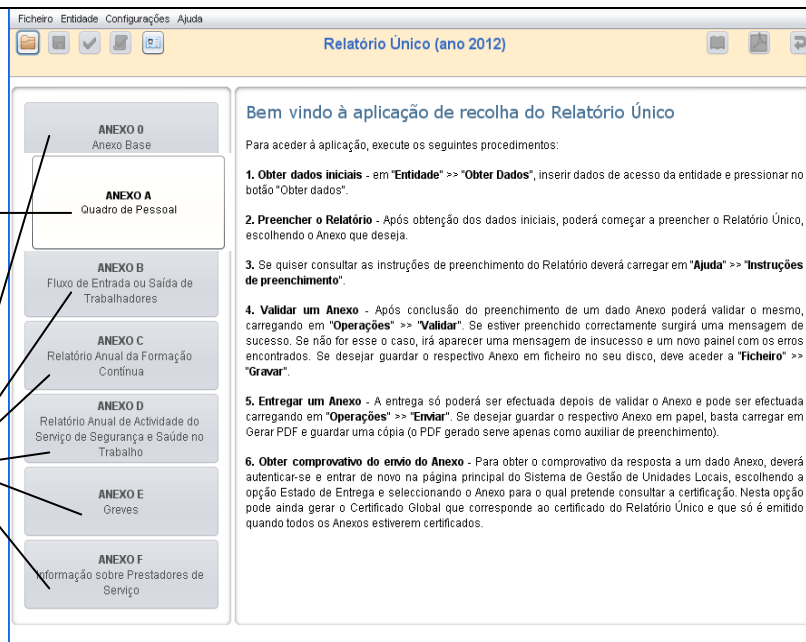 Ficheiro Entidade Configurações Ajuda
Relatório Único (ano 2012)
ANEXO 0
Anexo Base
ANEXO A
Quadro de Pessoal
ANEXO B
Fluxo de Entrada ou Saída de
Trabalhadores
ANEXO C
Relatório Anual da Formação
Contínua
ANEXO D
Relatório Anual de Actividade do
Serviço de Segurança e Saúde no
Trabalho
ANEXO E
Greves
ANEXO F
Informação sobre Prestadores de
Serviço
Bem vindo à aplicação de recolha do Relatório Único
Para aceder à aplicação, execute os seguintes procedimentos:
1. Obter dados iniciais - em "Entidade" >> "Obter Dados", inserir dados de acesso da entidade e pressionar no
botão "Obter dados".
2. Preencher o Relatório - Após obtenção dos dados iniciais, poderá começar a preencher o Relatório Único,
escolhendo o Anexo que deseja.
3. Se quiser consultar as instruções de preenchimento do Relatório deverá carregar em "Ajuda" >> "Instruções
de preenchimento".
4. Validar um Anexo - Após conclusão do preenchimento de um dado Anexo poderá validar o mesmo,
carregando em "Operações" >> "Validar". Se estiver preenchido correctamente surgirá uma mensagem de
sucesso. Se não for esse o caso, irá aparecer uma mensagem de insucesso e um novo painel com os erros
encontrados. Se desejar guardar o respectivo Anexo em ficheiro no seu disco, deve aceder a "Ficheiro" >>
"Gravar".
5. Entregar um Anexo - A entrega só poderá ser efectuada depois de validar o Anexo e pode ser efectuada
carregando em "Operações" >> "Enviar". Se desejar guardar o respectivo Anexo em papel, basta carregar em
Gerar PDF e guardar uma cópia (o PDF gerado serve apenas como auxiliar de preenchimento).
6. Obter comprovativo do envio do Anexo - Para obter o comprovativo da resposta a um dado Anexo, deverá
autenticar-se e entrar de novo na página principal do Sistema de Gestão de Unidades Locais, escolhendo a
opção Estado de Entrega e seleccionando o Anexo para o qual pretende consultar a certificação. Nesta opção
pode ainda gerar o Certificado Global que corresponde ao certificado do Relatório Único e que só é emitido
quando todos os Anexos estiverem certificados.